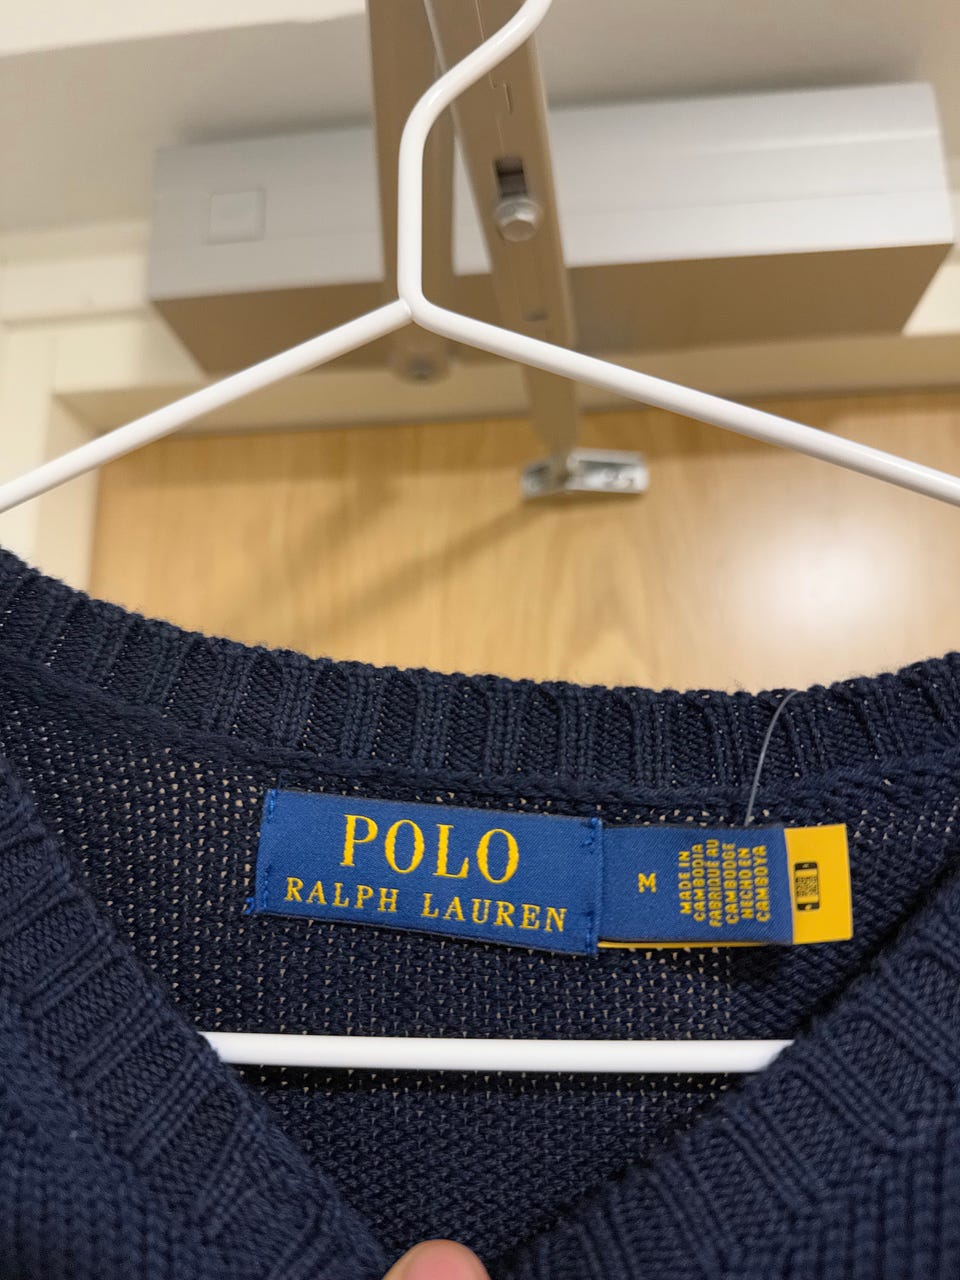 POLO
RALPH LAUREN
M
MADE IN
CAMBODIA
FABRIQUÉ AU
CAMBODGE
HECHO EN
CAMBOYA